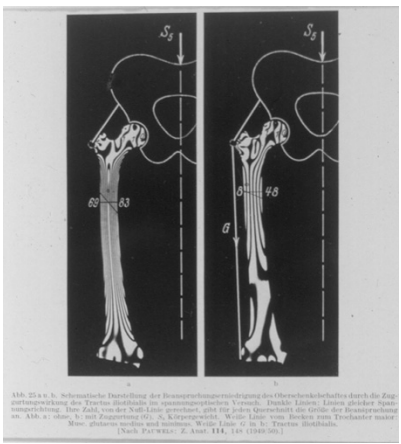 S₅
S₅
69
83
8
48
G
a
b
Abb. 25 a u. b. Schematische Darstellung der Beanspruchungserniedrigung des Oberschenkelschaftes durch die Zug-
gurtungswirkung des Tractus iliotibialis im spannungsoptischen Versuch. Dunkle Linien: Linien gleicher Span-
nungsrichtung. Ihre Zahl, von der Null-Linie gerechnet, gibt für jeden Querschnitt die Größe der Beanspruchung
an. Abb. a: ohne, b: mit Zuggurtung (G). S₅ Körpergewicht. Weiße Linie vom Becken zum Trochanter maior:
Musc. glutaeus medius und minimus. Weiße Linie G in b: Tractus iliotibialis.
[Nach PAUWELS: Z. Anat. 114, 148 (1949/50).]